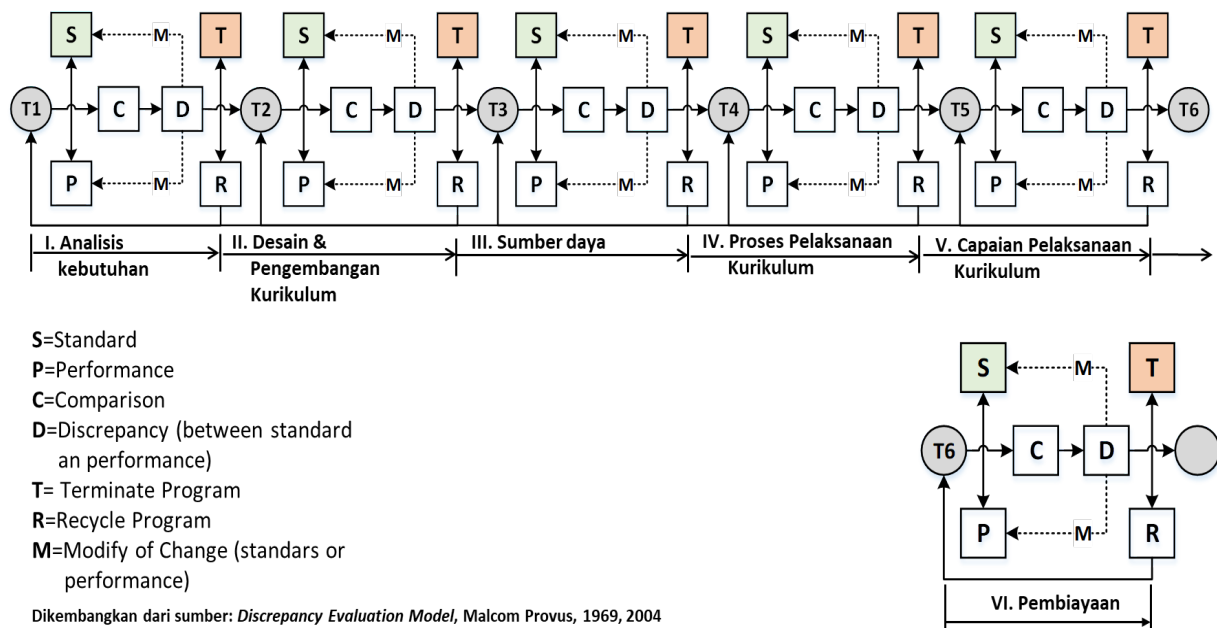 S M T S M T S M T S M T S M T
T1 C D T2 C D T3 C D T4 C D T5 C D T6
P M R P M R P M R P M R P M R
I. Analisis
kebutuhan
II. Desain &
Pengembangan
Kurikulum
III. Sumber daya
IV. Proses Pelaksanaan
Kurikulum
V. Capaian Pelaksanaan
Kurikulum
S=Standard
P=Performance
C=Comparison
D=Discrepancy (between standard
an performance)
T= Terminate Program
R=Recycle Program
M=Modify of Change (standars or
performance)
Dikembangkan dari sumber: Discrepancy Evaluation Model, Malcom Provus, 1969, 2004
S M T
T6 C D
P M R
VI. Pembiayaan